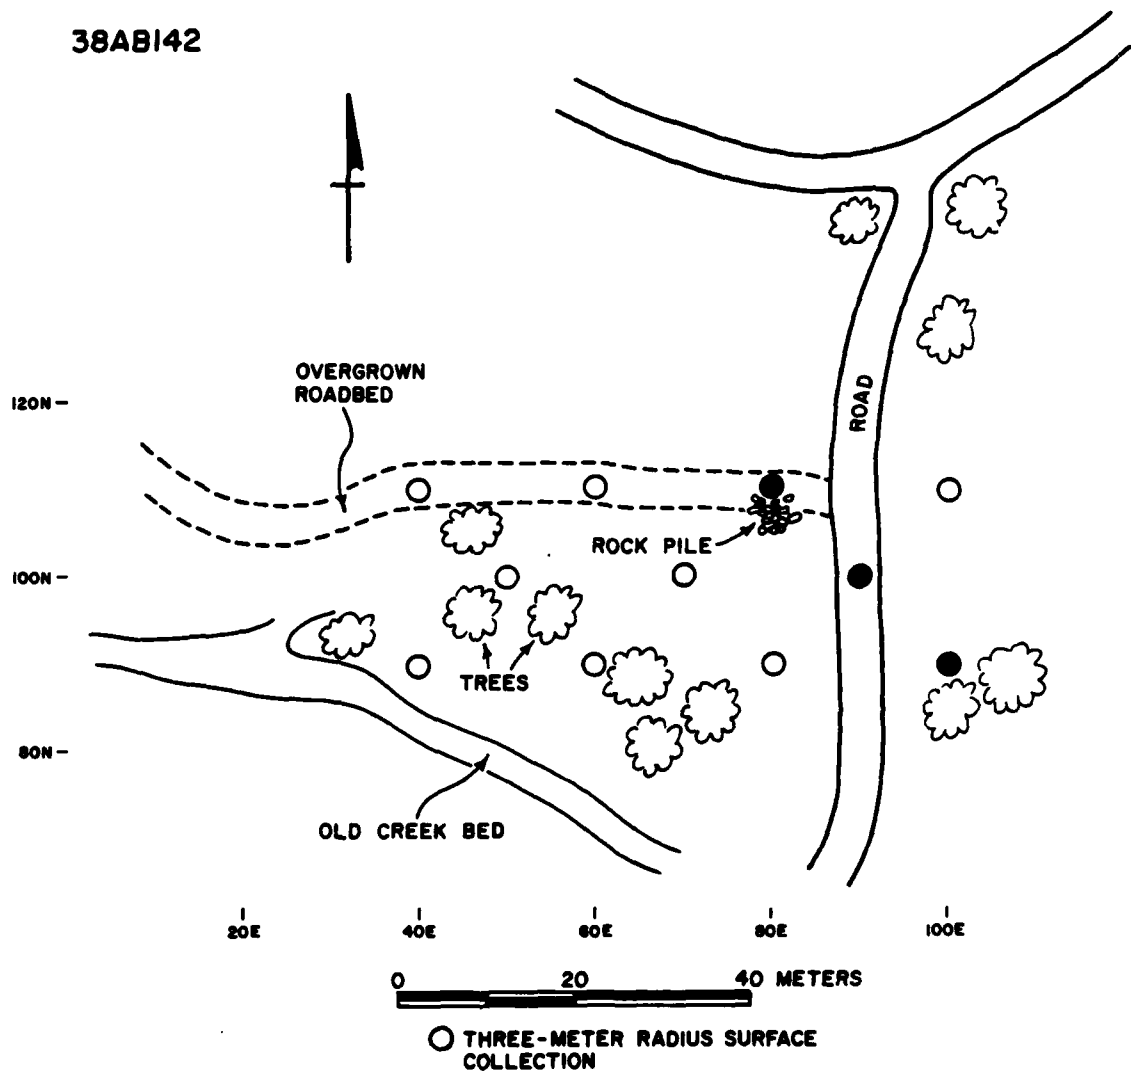 38AB142
OVERGROWN
ROADBED
120N
ROAD
ROCK PILE
100N
TREES
80N
OLD CREEK BED
20E
40E
60E
80E
100E
0 20 40 METERS
THREE-METER RADIUS SURFACE
COLLECTION